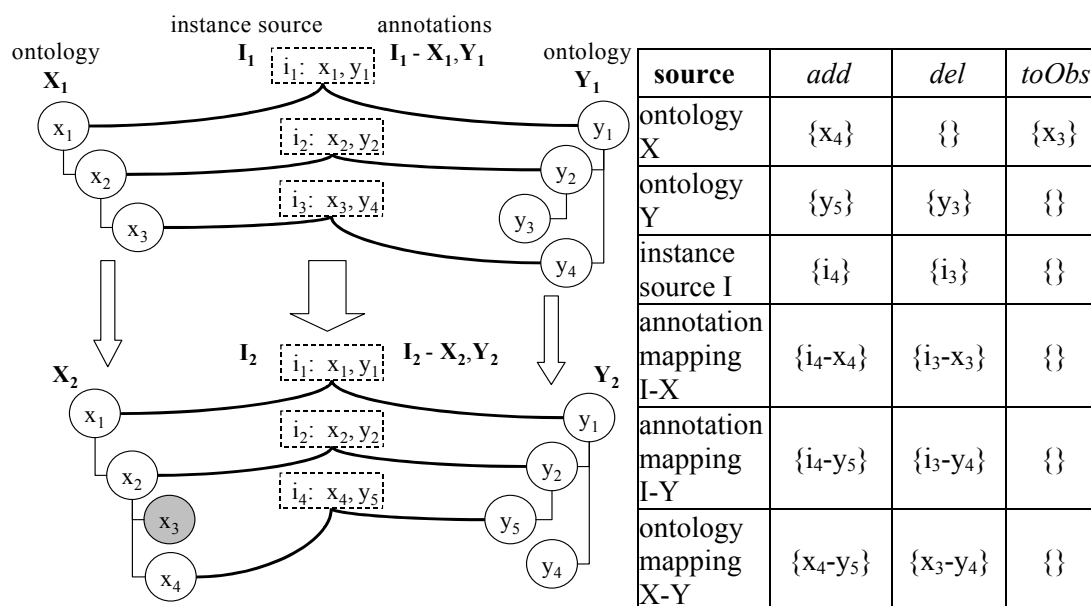 instance source annotations
ontology I₁ I₁ - X₁,Y₁ ontology
X₁ Y₁
i₁: x₁, y₁
x₁ y₁
i₂: x₂, y₂
x₂ y₂
i₃: x₃, y₄
x₃ y₃
y₄
I₂ I₂ - X₂,Y₂
X₂ Y₂
i₁: x₁, y₁
x₁ y₁
i₂: x₂, y₂
x₂ y₂
i₄: x₄, y₅
x₃ y₅
x₄ y₄
source add del toObs
ontology
X {x₄} {} {x₃}
ontology
Y {y₅} {y₃} {}
instance
source I {i₄} {i₃} {}
annotation
mapping {i₄-x₄} {i₃-x₃} {}
I-X
annotation
mapping {i₄-y₅} {i₃-y₄} {}
I-Y
ontology
mapping {x₄-y₅} {x₃-y₄} {}
X-Y